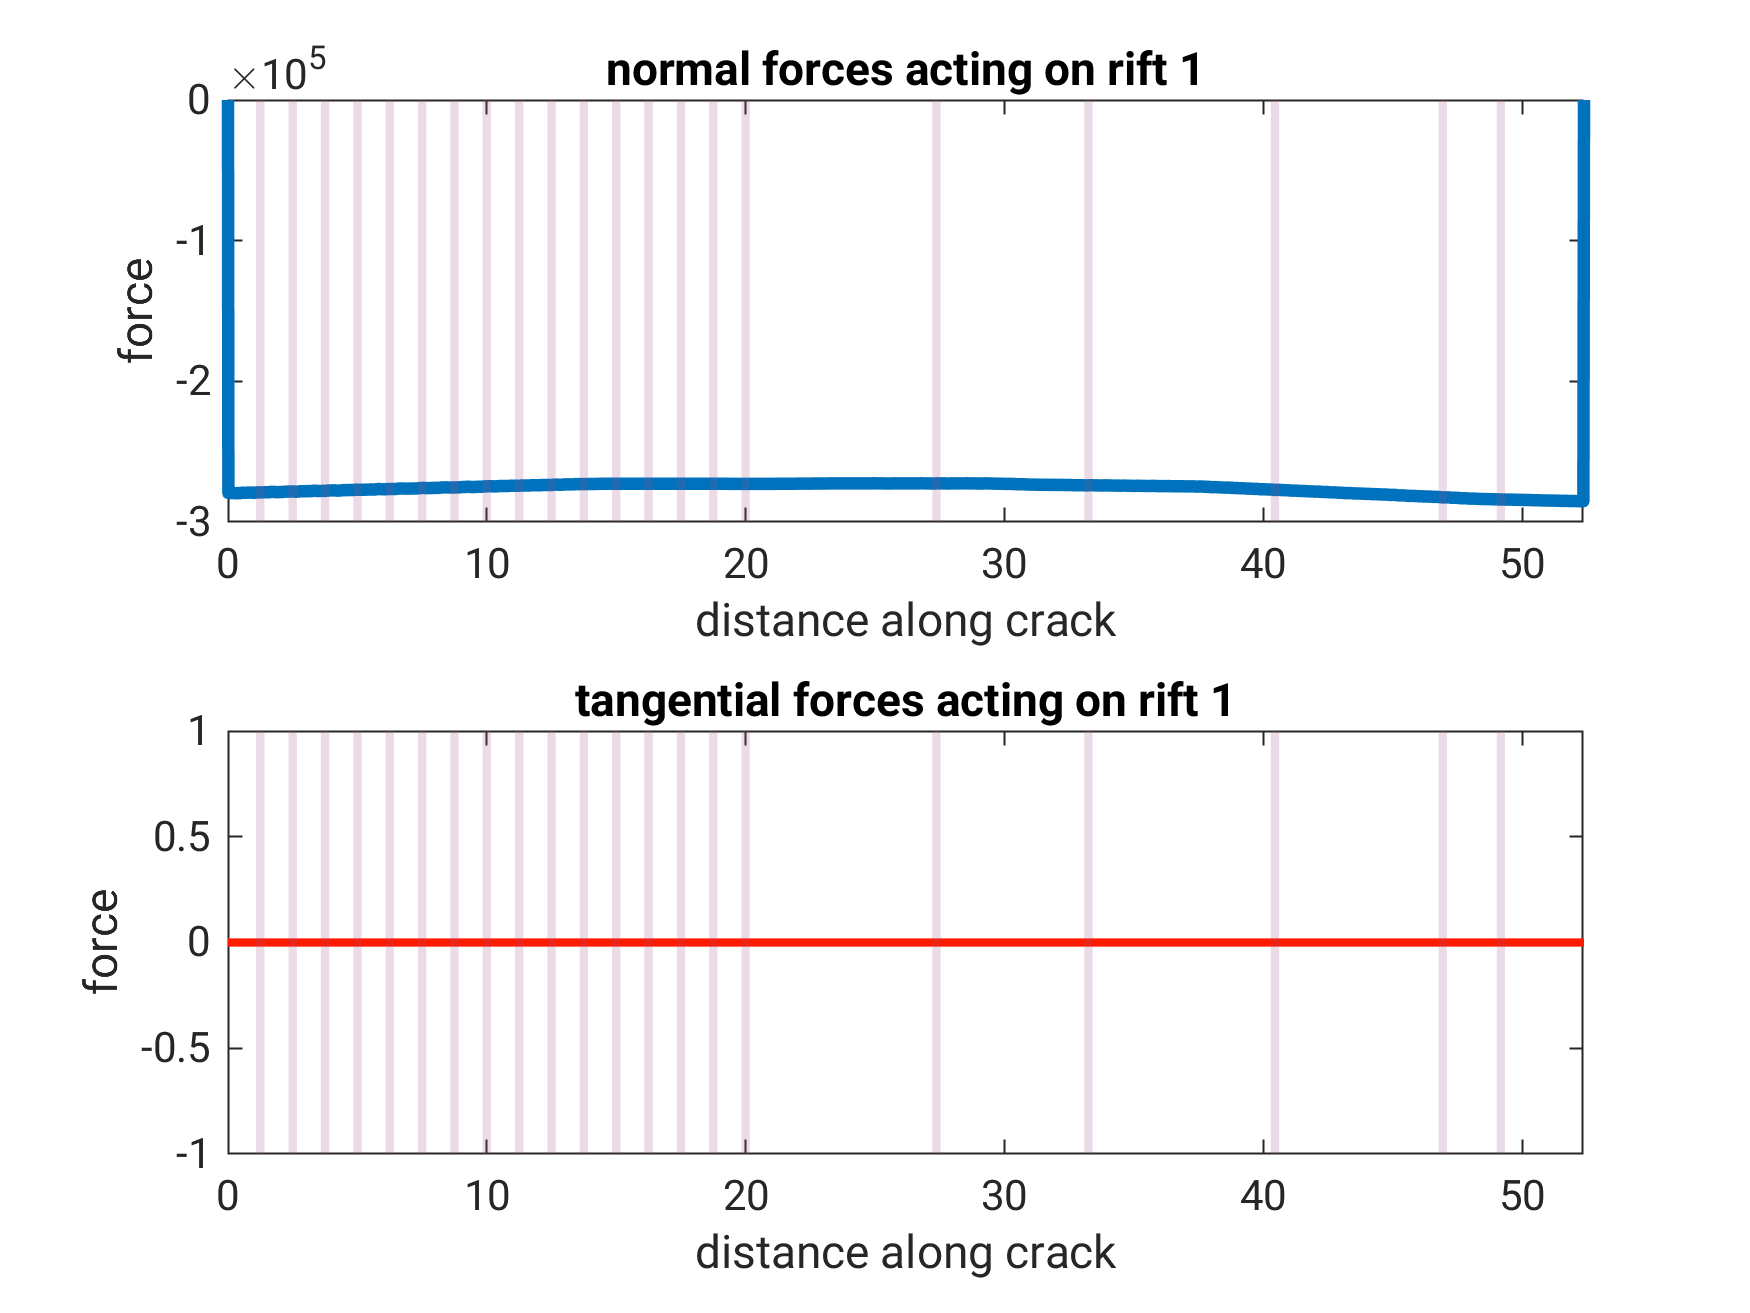 ×10^5
normal forces acting on rift 1
0
-1
-2
-3
force
0 10 20 30 40 50
distance along crack
tangential forces acting on rift 1
1
0.5
0
-0.5
-1
force
0 10 20 30 40 50
distance along crack